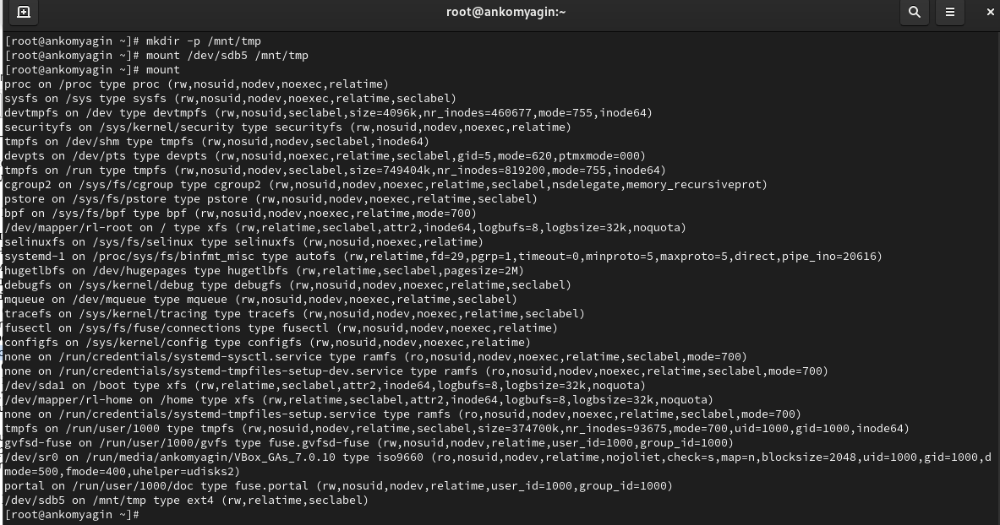 root@ankomyagin:~
[root@ankomyagin ~]# mkdir -p /mnt/tmp
[root@ankomyagin ~]# mount /dev/sdb5 /mnt/tmp
[root@ankomyagin ~]# mount
proc on /proc type proc (rw,nosuid,nodev,noexec,relatime)
sysfs on /sys type sysfs (rw,nosuid,nodev,noexec,relatime,seclabel)
devtmpfs on /dev type devtmpfs (rw,nosuid,seclabel,size=4096k,nr_inodes=460677,mode=755,inode64)
securityfs on /sys/kernel/security type securityfs (rw,nosuid,nodev,noexec,relatime)
tmpfs on /dev/shm type tmpfs (rw,nosuid,nodev,seclabel,inode64)
devpts on /dev/pts type devpts (rw,nosuid,noexec,relatime,seclabel,gid=5,mode=620,ptmxmode=000)
tmpfs on /run type tmpfs (rw,nosuid,nodev,seclabel,size=749404k,nr_inodes=819200,mode=755,inode64)
cgroup2 on /sys/fs/cgroup type cgroup2 (rw,nosuid,nodev,noexec,relatime,seclabel,nsdelegate,memory_recursiveprot)
pstore on /sys/fs/pstore type pstore (rw,nosuid,nodev,noexec,relatime,seclabel)
bpf on /sys/fs/bpf type bpf (rw,nosuid,nodev,noexec,relatime,mode=700)
/dev/mapper/rl-root on / type xfs (rw,relatime,seclabel,attr2,inode64,logbufs=8,logbsize=32k,noquota)
selinuxfs on /sys/fs/selinux type selinuxfs (rw,nosuid,noexec,relatime)
systemd-1 on /proc/sys/fs/binfmt_misc type autofs (rw,relatime,fd=29,pgrp=1,timeout=0,minproto=5,maxproto=5,direct,pipe_ino=20616)
hugetlbfs on /dev/hugepages type hugetlbfs (rw,relatime,seclabel,pagesize=2M)
debugfs on /sys/kernel/debug type debugfs (rw,nosuid,nodev,noexec,relatime,seclabel)
mqueue on /dev/mqueue type mqueue (rw,nosuid,nodev,noexec,relatime,seclabel)
tracefs on /sys/kernel/tracing type tracefs (rw,nosuid,nodev,noexec,relatime,seclabel)
fusectl on /sys/fs/fuse/connections type fusectl (rw,nosuid,nodev,noexec,relatime)
configfs on /sys/kernel/config type configfs (rw,nosuid,nodev,noexec,relatime)
none on /run/credentials/systemd-sysctl.service type ramfs (ro,nosuid,nodev,noexec,relatime,seclabel,mode=700)
none on /run/credentials/systemd-tmpfiles-setup-dev.service type ramfs (ro,nosuid,nodev,noexec,relatime,seclabel,mode=700)
/dev/sda1 on /boot type xfs (rw,relatime,seclabel,attr2,inode64,logbufs=8,logbsize=32k,noquota)
/dev/mapper/rl-home on /home type xfs (rw,relatime,seclabel,attr2,inode64,logbufs=8,logbsize=32k,noquota)
none on /run/credentials/systemd-tmpfiles-setup.service type ramfs (ro,nosuid,nodev,noexec,relatime,seclabel,mode=700)
tmpfs on /run/user/1000 type tmpfs (rw,nosuid,nodev,relatime,seclabel,size=374700k,nr_inodes=93675,mode=700,uid=1000,gid=1000,inode64)
gvfsd-fuse on /run/user/1000/gvfs type fuse.gvfsd-fuse (rw,nosuid,nodev,relatime,user_id=1000,group_id=1000)
/dev/sr0 on /run/media/ankomyagin/VBox_GAs_7.0.10 type iso9660 (ro,nosuid,nodev,relatime,nojoliet,check=s,map=n,blocksize=2048,uid=1000,gid=1000,d
mode=500,fmode=400,uhelper=udisks2)
portal on /run/user/1000/doc type fuse.portal (rw,nosuid,nodev,relatime,user_id=1000,group_id=1000)
/dev/sdb5 on /mnt/tmp type ext4 (rw,relatime,seclabel)
[root@ankomyagin ~]#